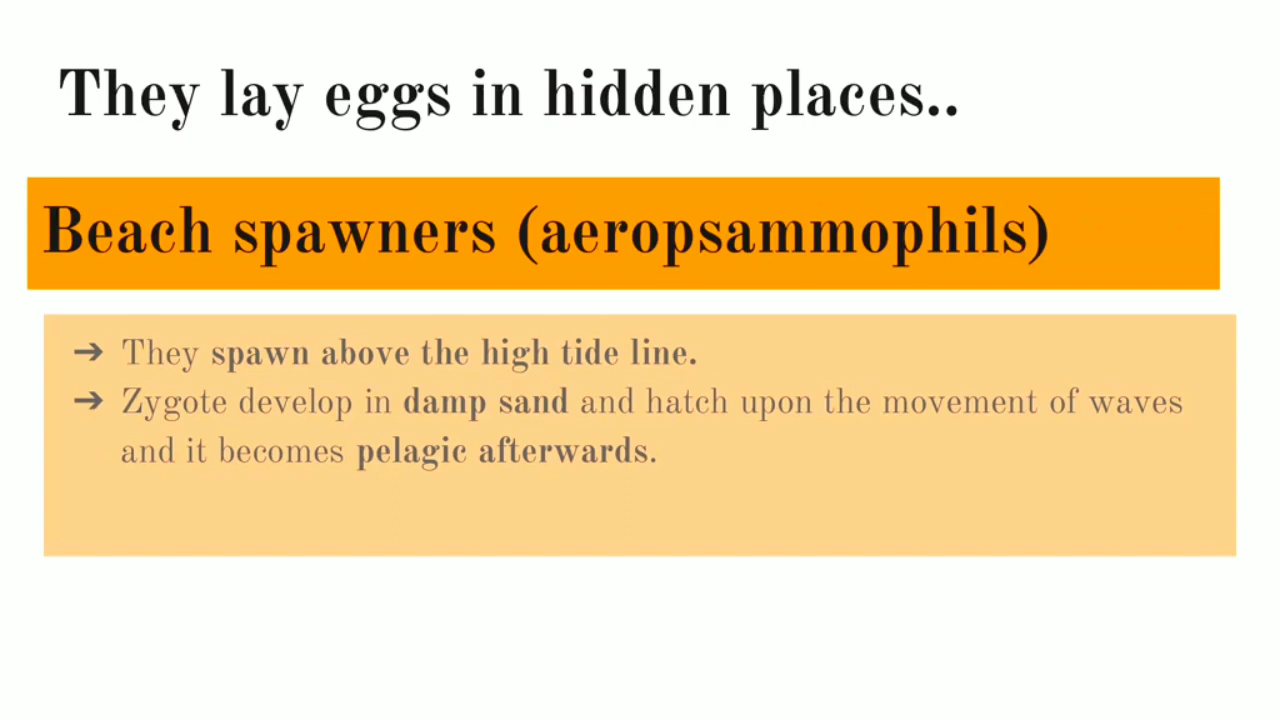 They lay eggs in hidden places..
Beach spawners (aeropsammophils)
➔ They spawn above the high tide line.
➔ Zygote develop in damp sand and hatch upon the movement of waves
and it becomes pelagic afterwards.